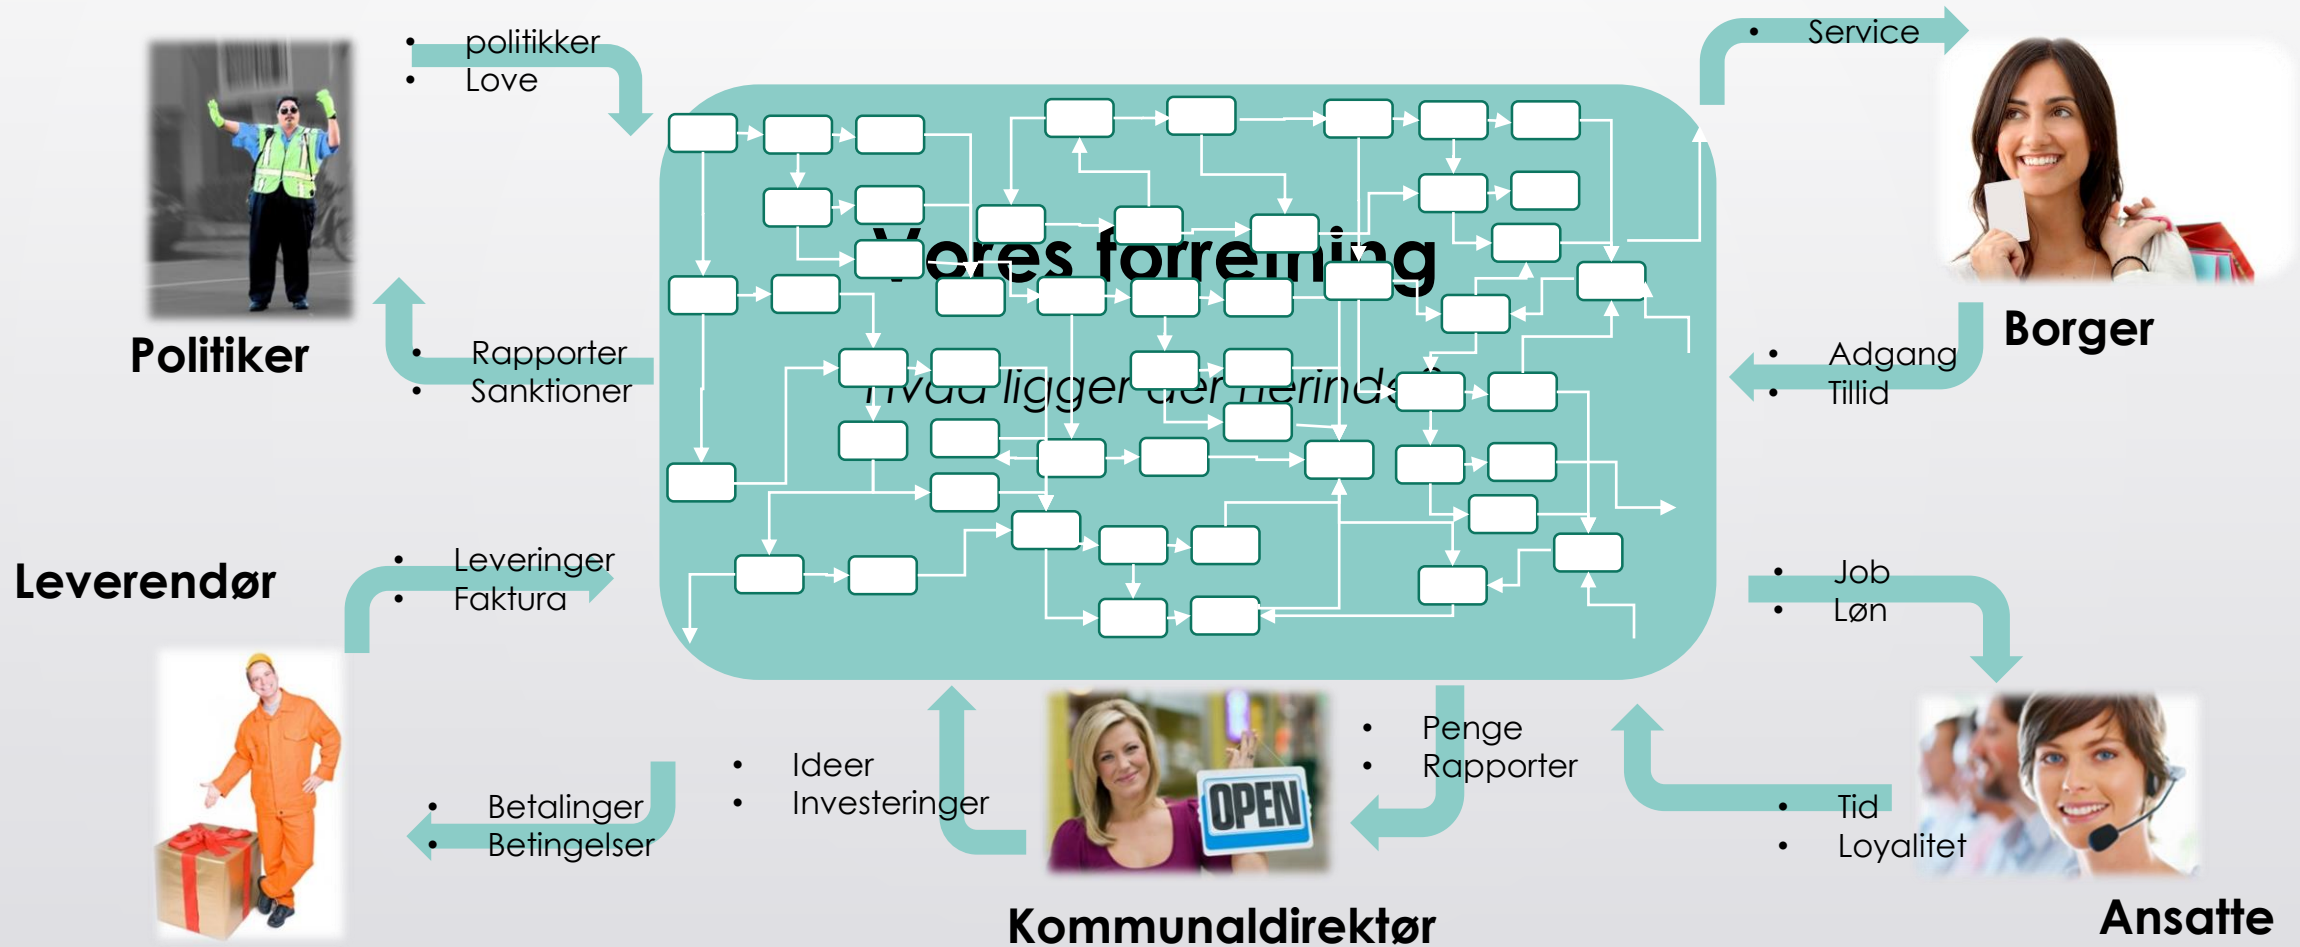 • politikker
• Love
• Service
Vores forretning
Hvad ligger der herinde?
Politiker
• Rapporter
• Sanktioner
Borger
• Adgang
• Tillid
Leverendør
• Leveringer
• Faktura
• Job
• Løn
• Betalinger
• Betingelser
• Ideer
• Investeringer
OPEN
• Penge
• Rapporter
• Tid
• Loyalitet
Kommunaldirektør
Ansatte